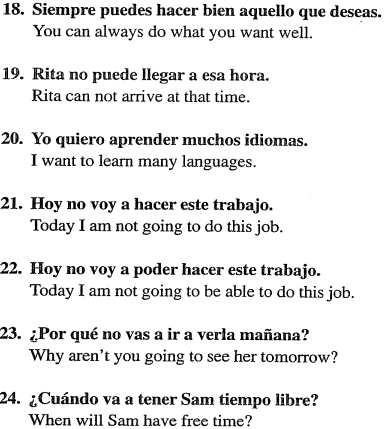 18. Siempre puedes hacer bien aquello que deseas.
You can always do what you want well.
19. Rita no puede llegar a esa hora.
Rita can not arrive at that time.
20. Yo quiero aprender muchos idiomas.
I want to learn many languages.
21. Hoy no voy a hacer este trabajo.
Today I am not going to do this job.
22. Hoy no voy a poder hacer este trabajo.
Today I am not going to be able to do this job.
23. ¿Por qué no vas a ir a verla mañana?
Why aren't you going to see her tomorrow?
24. ¿Cuándo va a tener Sam tiempo libre?
When will Sam have free time?